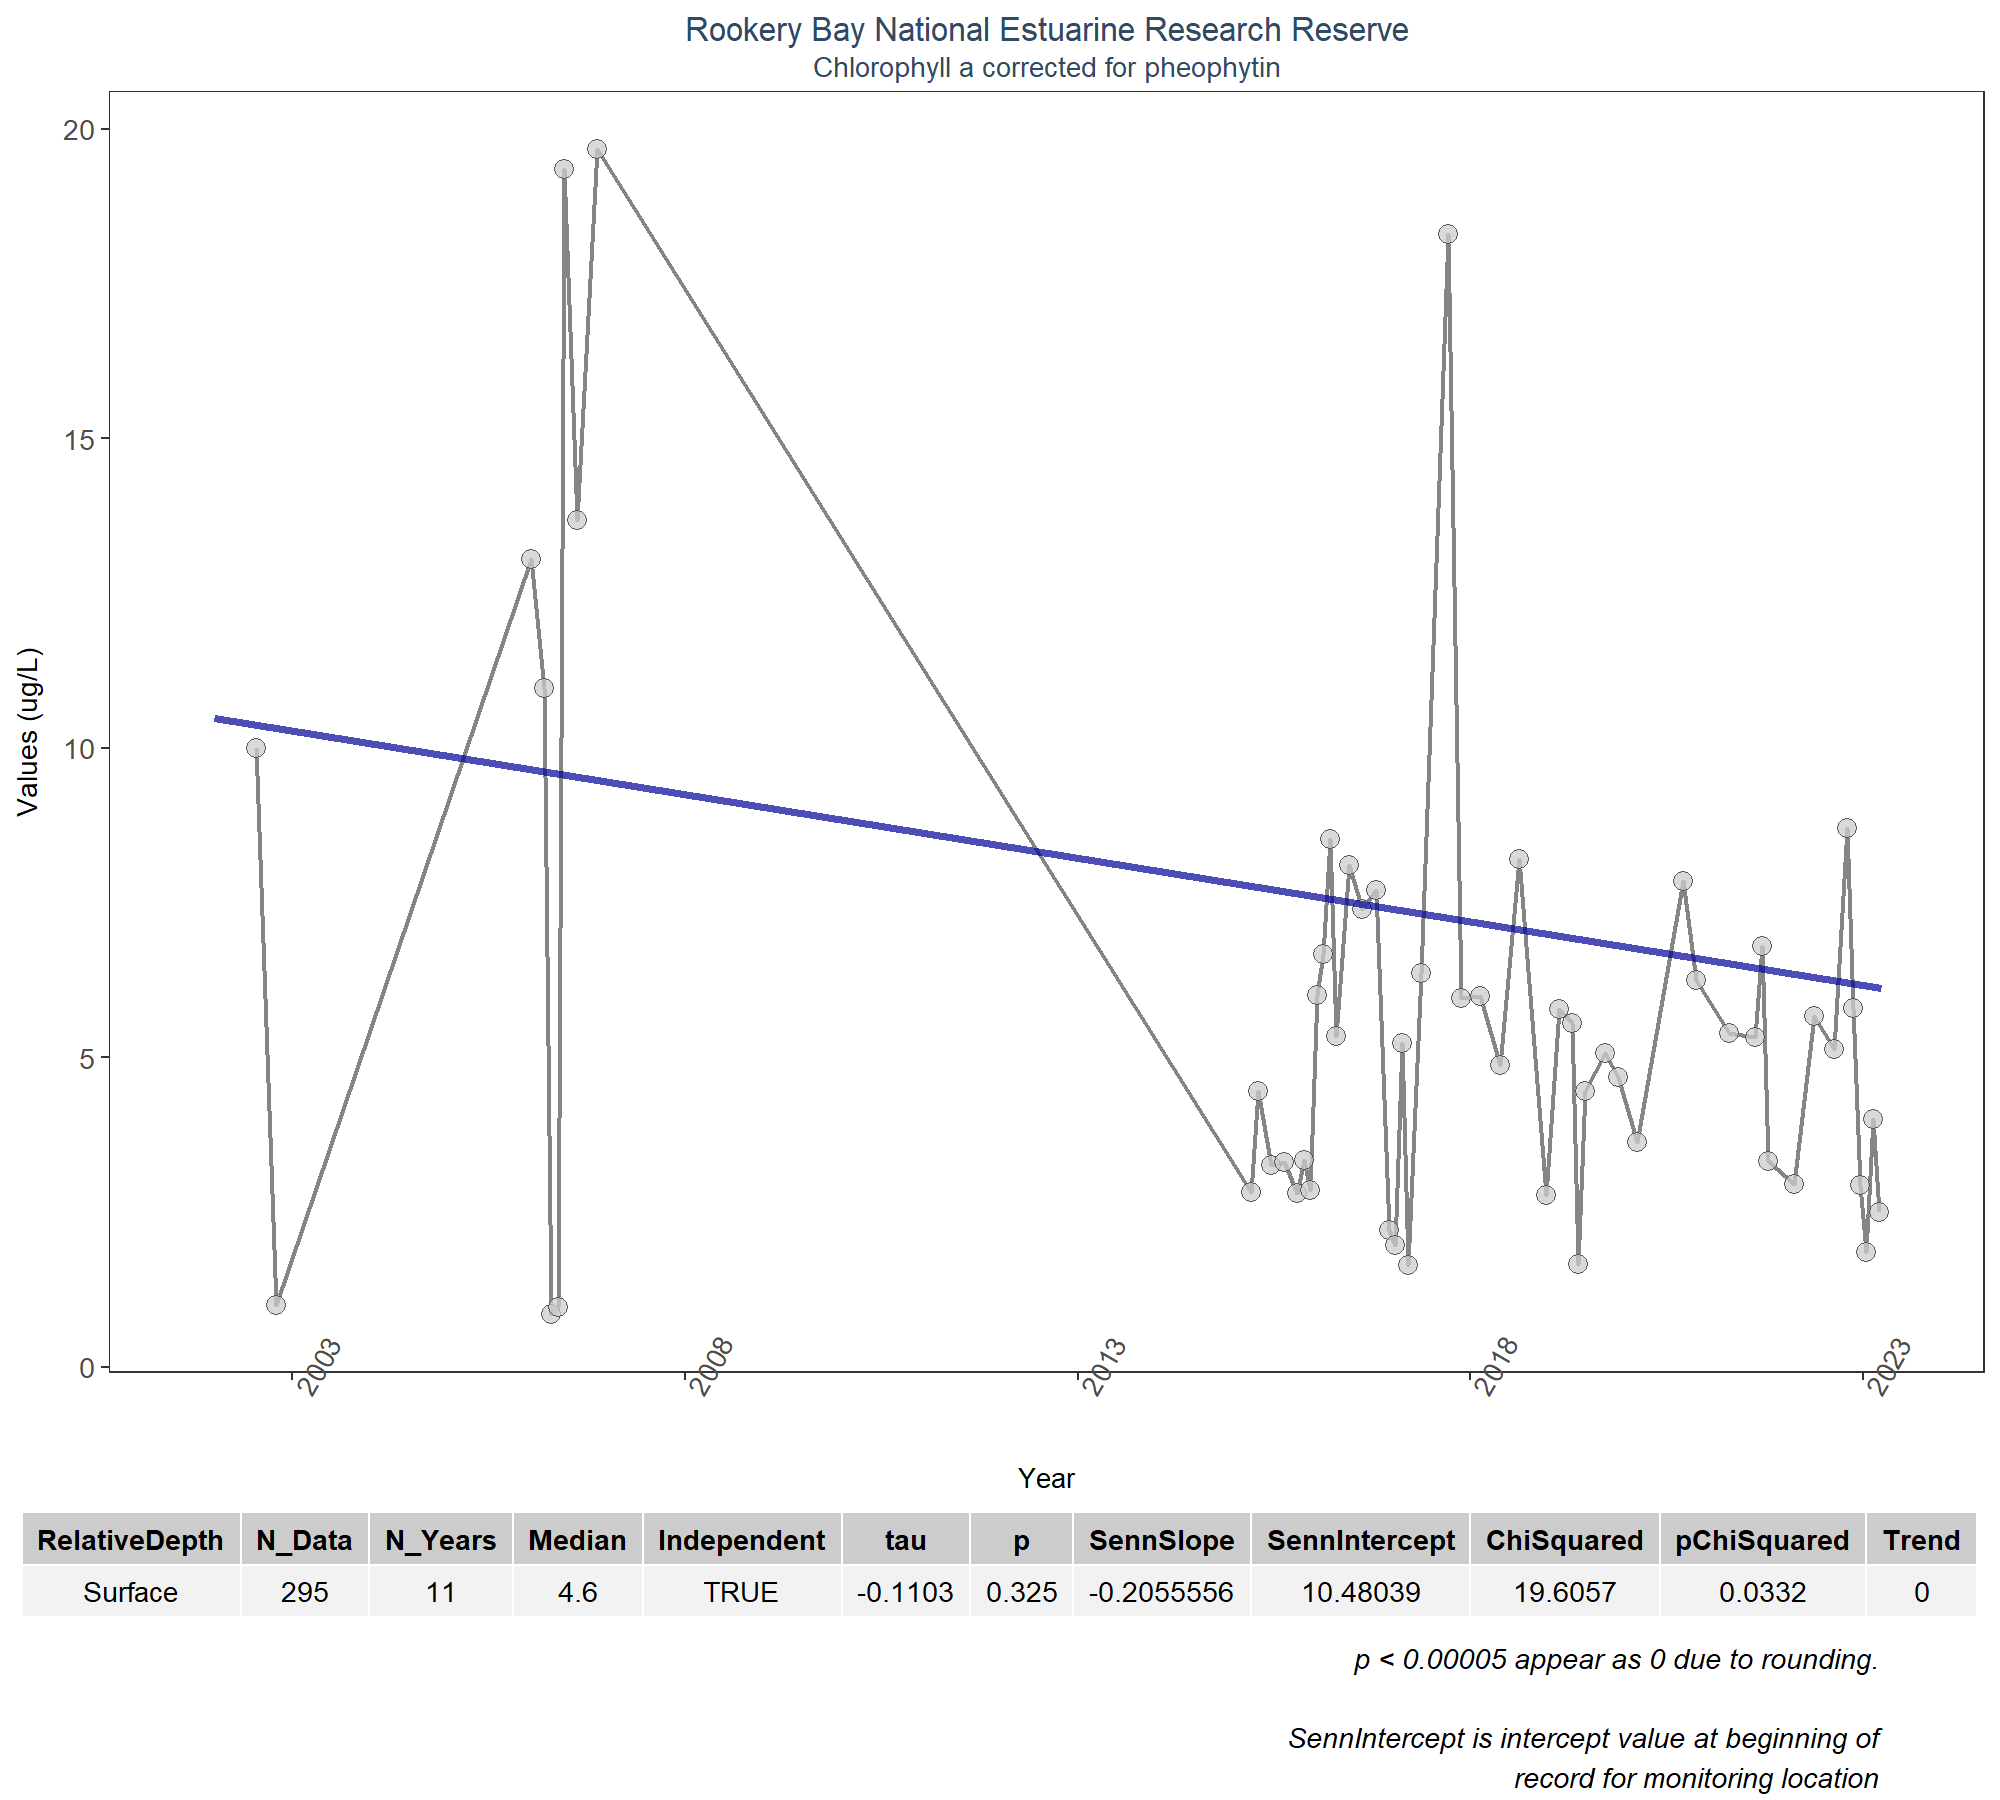 Rookery Bay National Estuarine Research Reserve
Chlorophyll a corrected for pheophytin
20
15
10
5
0
Values (ug/L)
2003
2008
2013
2018
2023
Year
RelativeDepth N_Data N_Years Median Independent tau p SennSlope SennIntercept ChiSquared pChiSquared Trend
Surface 295 11 4.6 TRUE -0.1103 0.325 -0.2055556 10.48039 19.6057 0.0332 0
p < 0.00005 appear as 0 due to rounding.
SennIntercept is intercept value at beginning of
record for monitoring location